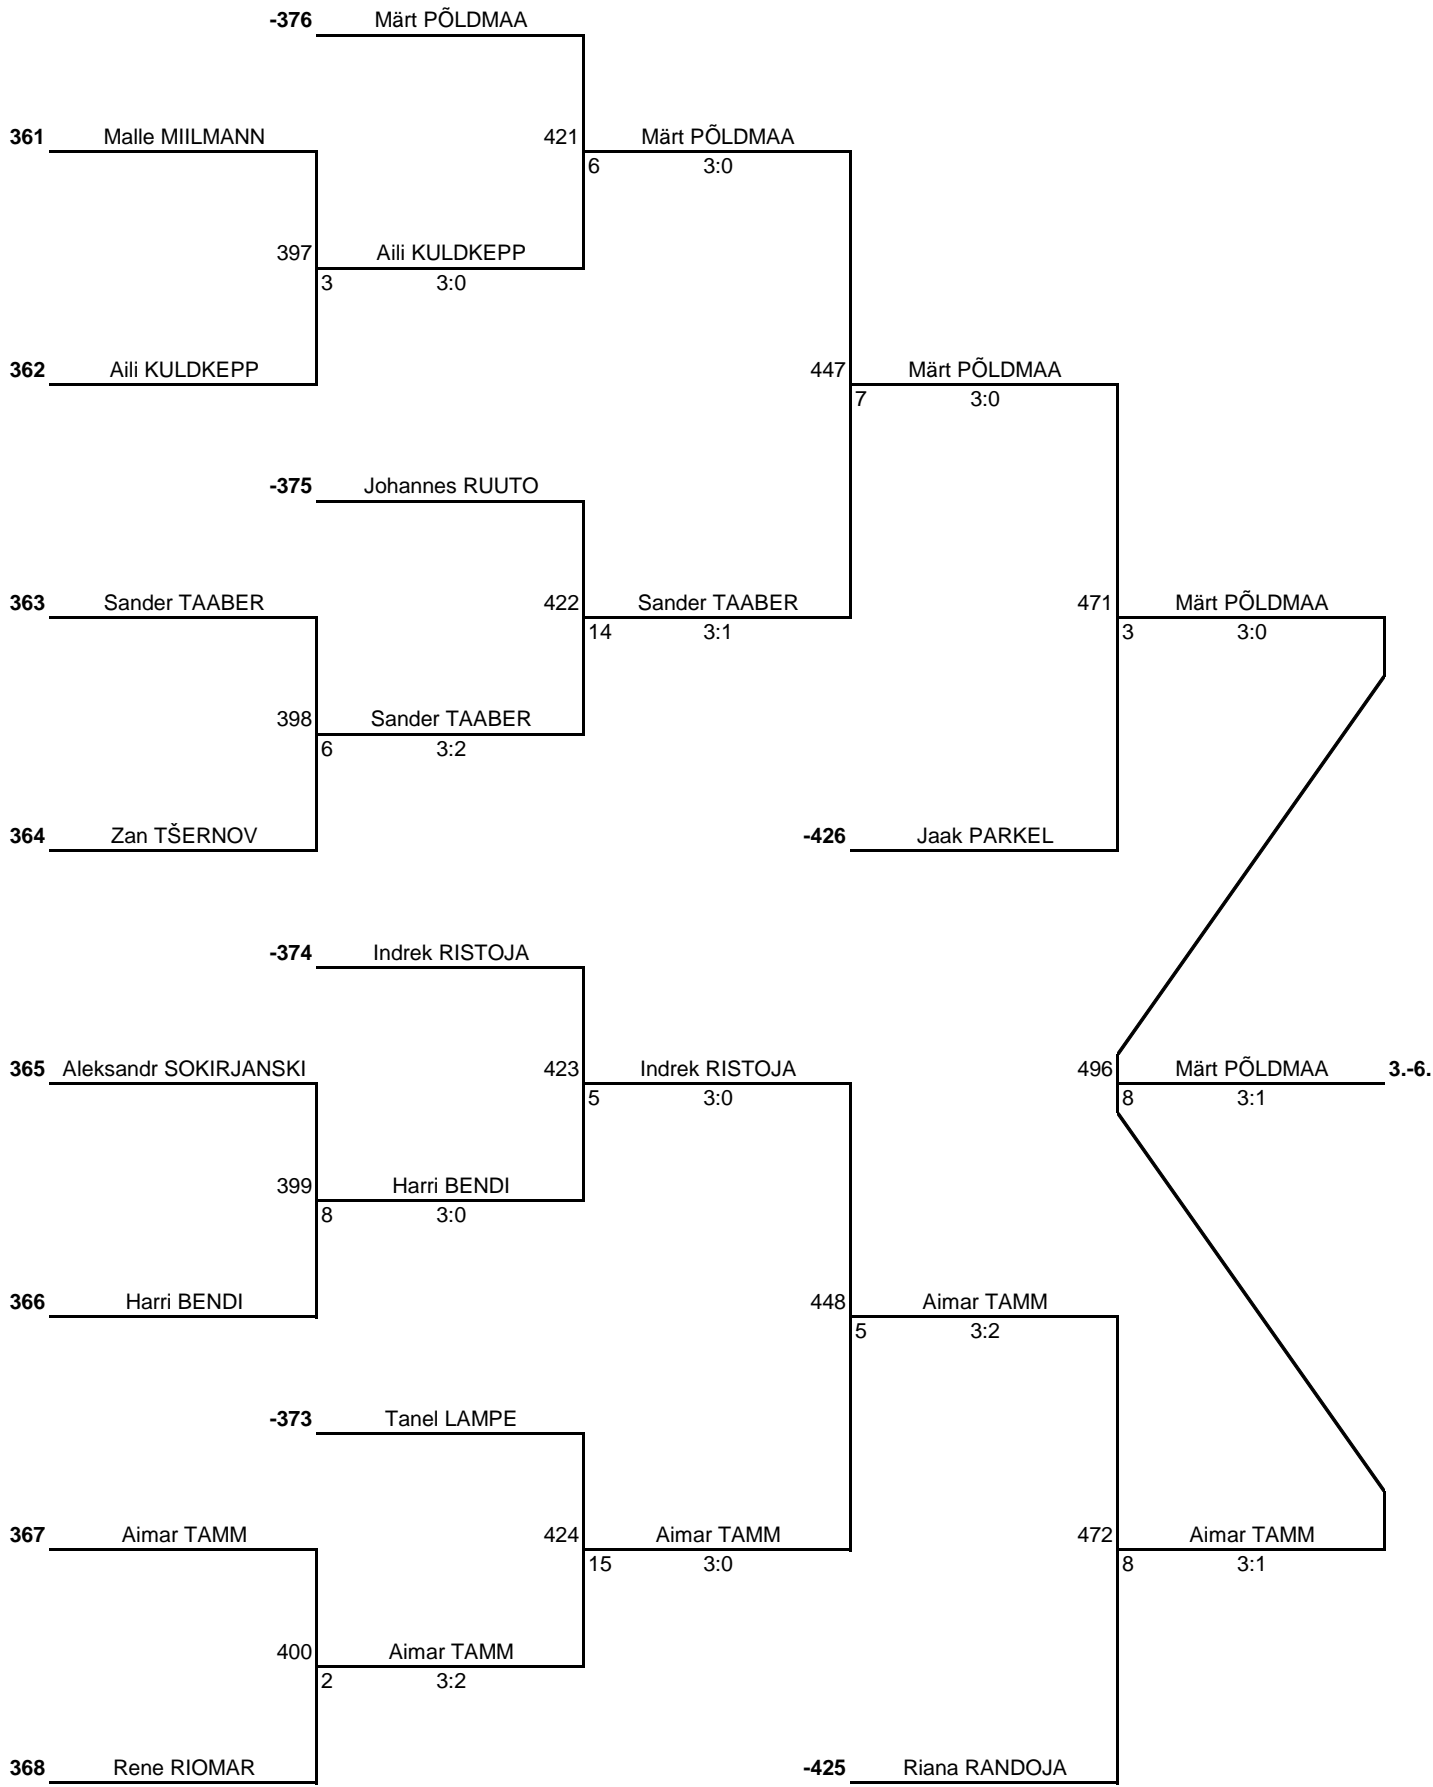 -376 Märt PÕLDMAA
361 Malle MIILMANN 421 Märt PÕLDMAA
6 3:0
397 Aili KULDKEPP
3 3:0
362 Aili KULDKEPP 447 Märt PÕLDMAA
7 3:0
-375 Johannes RUUTO
363 Sander TAABER 422 Sander TAABER 471 Märt PÕLDMAA
14 3:1 3 3:0
398 Sander TAABER
6 3:2
364 Zan TŠERNOV -426 Jaak PARKEL
-374 Indrek RISTOJA
365 Aleksandr SOKIRJANSKI 423 Indrek RISTOJA 496 Märt PÕLDMAA 3.-6.
5 3:0 8 3:1
399 Harri BENDI
8 3:0
366 Harri BENDI 448 Aimar TAMM
5 3:2
-373 Tanel LAMPE
367 Aimar TAMM 424 Aimar TAMM 472 Aimar TAMM
15 3:0 8 3:1
400 Aimar TAMM
2 3:2
368 Rene RIOMAR -425 Riana RANDOJA